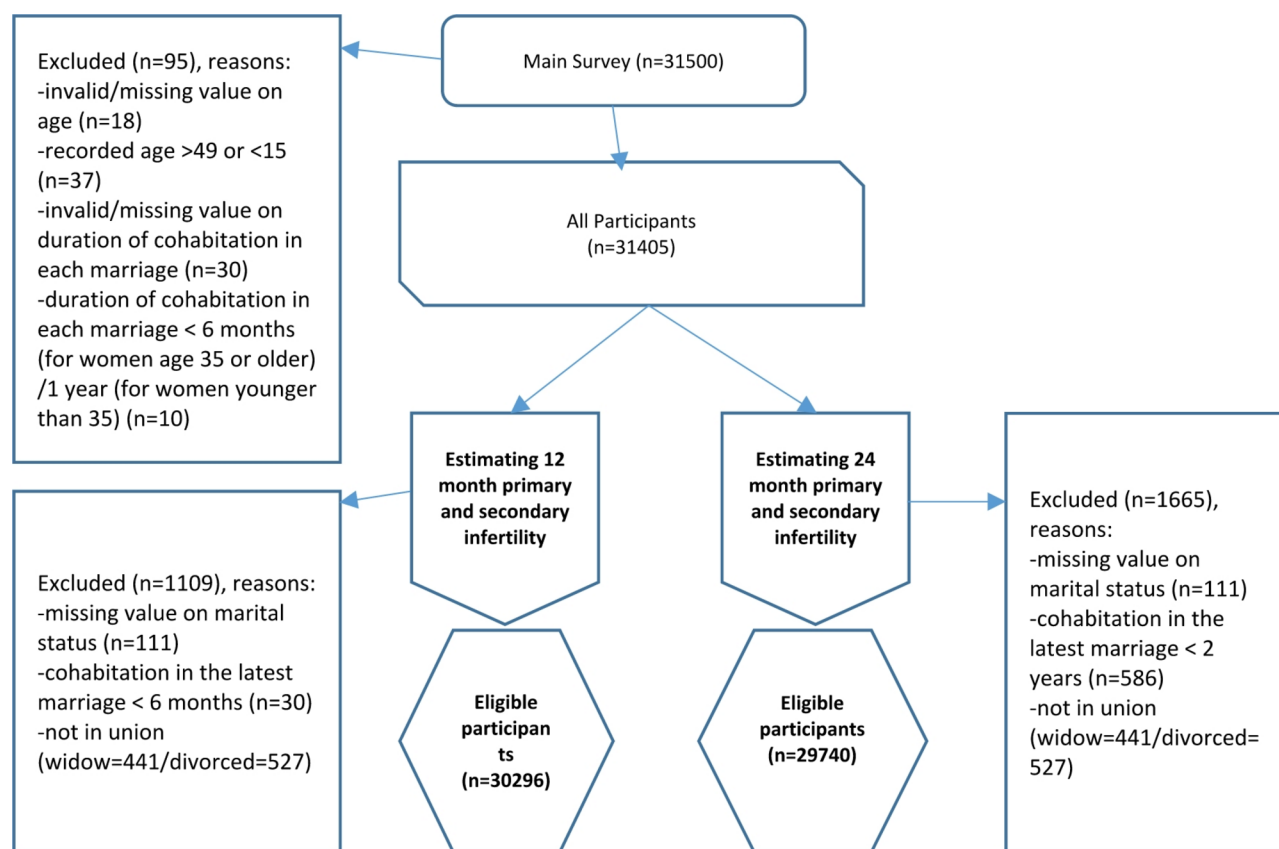 Main Survey (n=31500)
Excluded (n=95), reasons:
-invalid/missing value on
age (n=18)
-recorded age >49 or <15
(n=37)
-invalid/missing value on
duration of cohabitation in
each marriage (n=30)
-duration of cohabitation in
each marriage < 6 months
(for women age 35 or older)
/1 year (for women younger
than 35) (n=10)
All Participants
(n=31405)
Estimating 12
month primary
and secondary
infertility
Estimating 24
month primary
and secondary
infertility
Excluded (n=1109), reasons:
-missing value on marital
status (n=111)
-cohabitation in the latest
marriage < 6 months (n=30)
-not in union
(widow=441/divorced=527)
Eligible
participan
ts
(n=30296)
Eligible
participants
(n=29740)
Excluded (n=1665),
reasons:
-missing value on
marital status (n=111)
-cohabitation in the
latest marriage < 2
years (n=586)
-not in union
(widow=441/divorced=
527)